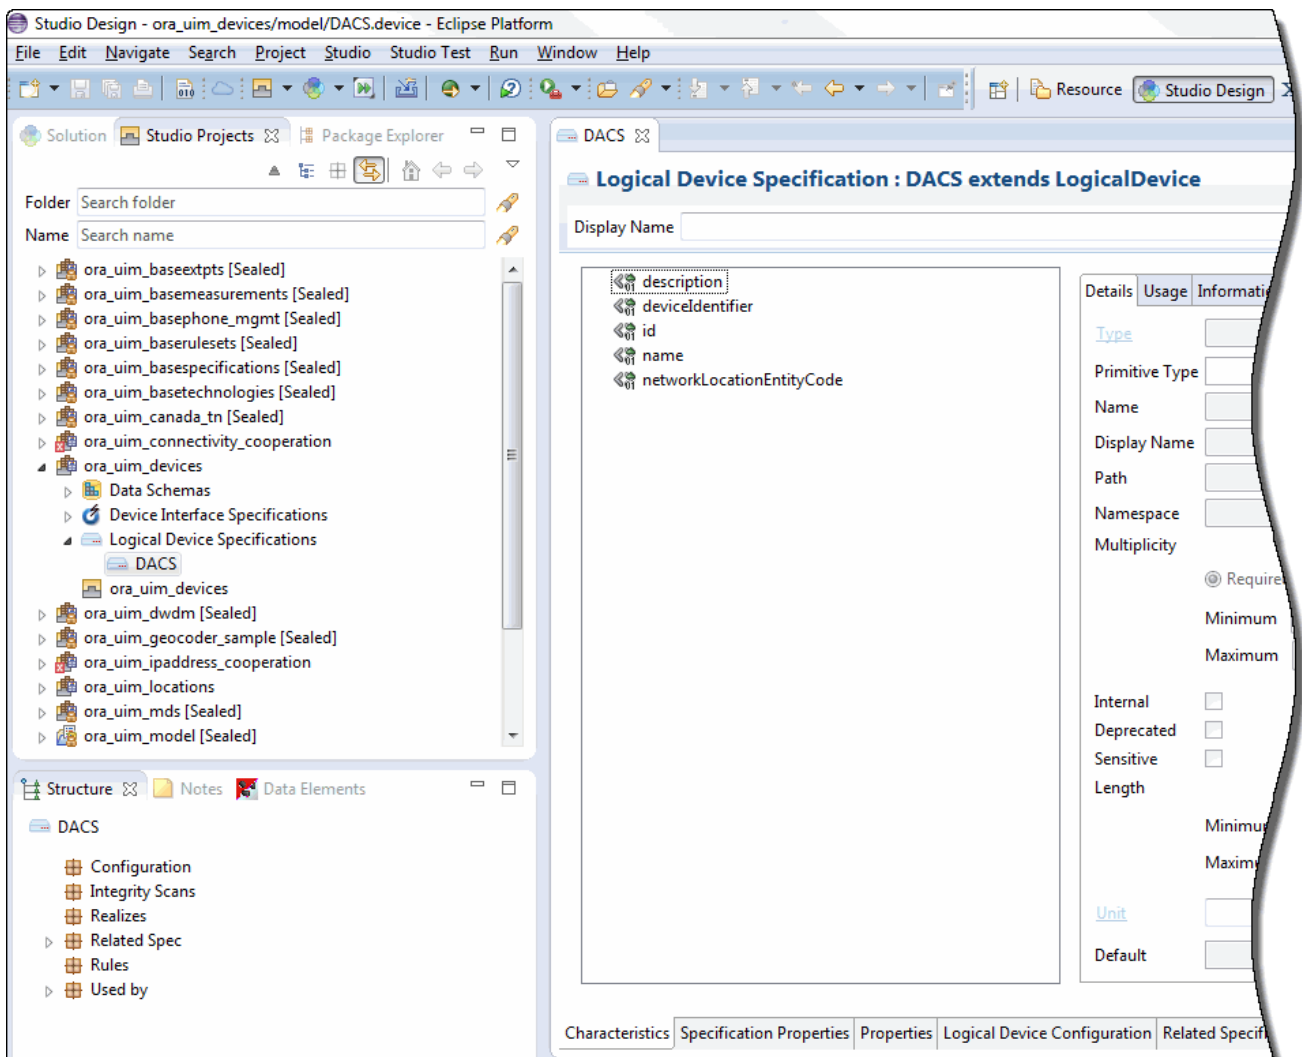 Studio Design - ora_uim_devices/model/DACS.device - Eclipse Platform
File Edit Navigate Search Project Studio Studio Test Run Window Help
Resource Studio Design
Solution Studio Projects Package Explorer
Folder Search folder
Name Search name
ora_uim_baseextpts [Sealed]
ora_uim_basemeasurements [Sealed]
ora_uim_basephone_mgmt [Sealed]
ora_uim_baserulesets [Sealed]
ora_uim_basespecifications [Sealed]
ora_uim_basetechnologies [Sealed]
ora_uim_canada_tn [Sealed]
ora_uim_connectivity_cooperation
ora_uim_devices
Data Schemas
Device Interface Specifications
Logical Device Specifications
DACS
ora_uim_devices
ora_uim_dwdm [Sealed]
ora_uim_geocoder_sample [Sealed]
ora_uim_ipaddress_cooperation
ora_uim_locations
ora_uim_mds [Sealed]
ora_uim_model [Sealed]
Structure Notes Data Elements
DACS
Configuration
Integrity Scans
Realizes
Related Spec
Rules
Used by
DACS
Logical Device Specification : DACS extends LogicalDevice
Display Name
description
deviceIdentifier
id
name
networkLocationEntityCode
Details Usage Informati
Type
Primitive Type
Name
Display Name
Path
Namespace
Multiplicity
Require
Minimum
Maximum
Internal
Deprecated
Sensitive
Length
Minimu
Maxim
Unit
Default
Characteristics Specification Properties Properties Logical Device Configuration Related Specif